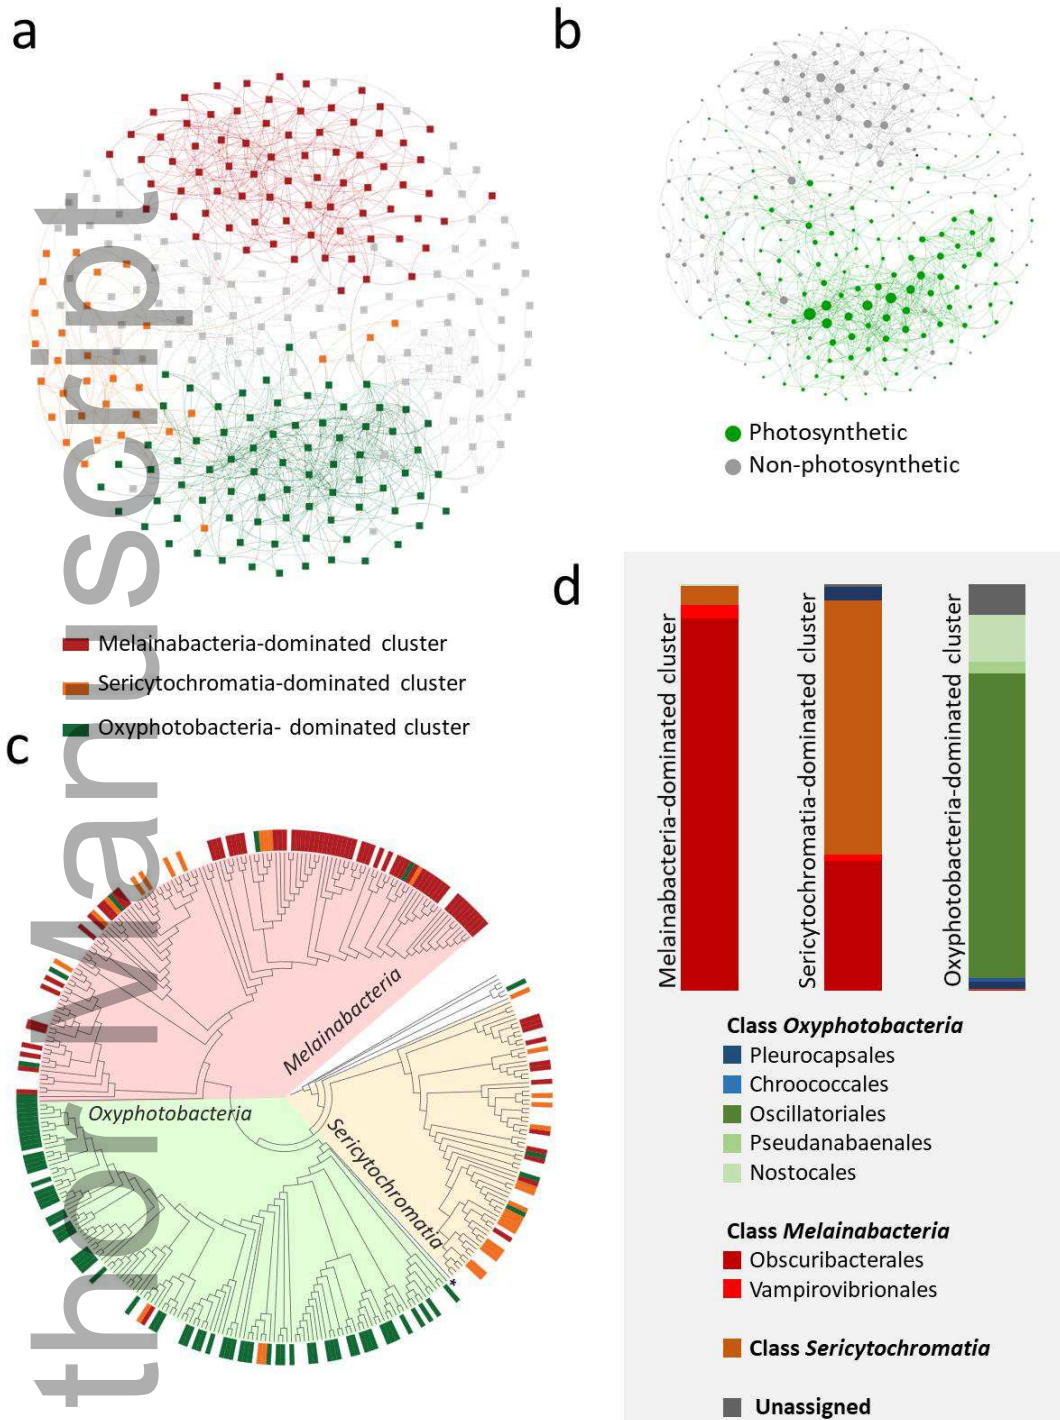 a
b
Photosynthetic
Non-photosynthetic
Melainabacteria-dominated cluster
Sericytochromatia-dominated cluster
Oxyphotobacteria- dominated cluster
c
Melainabacteria
Oxyphotobacteria
Sericytochromatia
*
d
Melainabacteria-dominated cluster
Sericytochromatia-dominated cluster
Oxyphotobacteria-dominated cluster
Class Oxyphotobacteria
Pleurocapsales
Chroococcales
Oscillatoriales
Pseudanabaenales
Nostocales
Class Melainabacteria
Obscuribacterales
Vampirovibrionales
Class Sericytochromatia
Unassigned
thor Manuscript